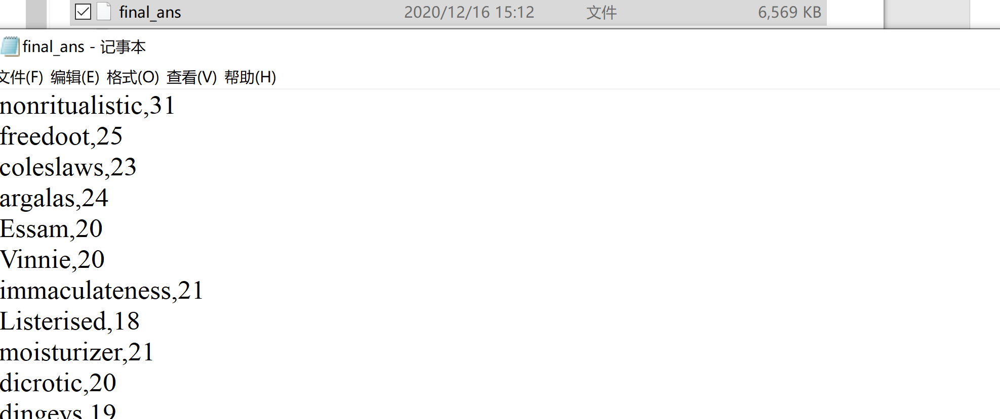 final_ans 2020/12/16 15:12 文件 6,569 KB
final_ans - 记事本
文件(F) 编辑(E) 格式(O) 查看(V) 帮助(H)
nonritualistic,31
freedoot,25
coleslaws,23
argalas,24
Essam,20
Vinnie,20
immaculateness,21
Listerised,18
moisturizer,21
dicrotic,20
dingeys,19